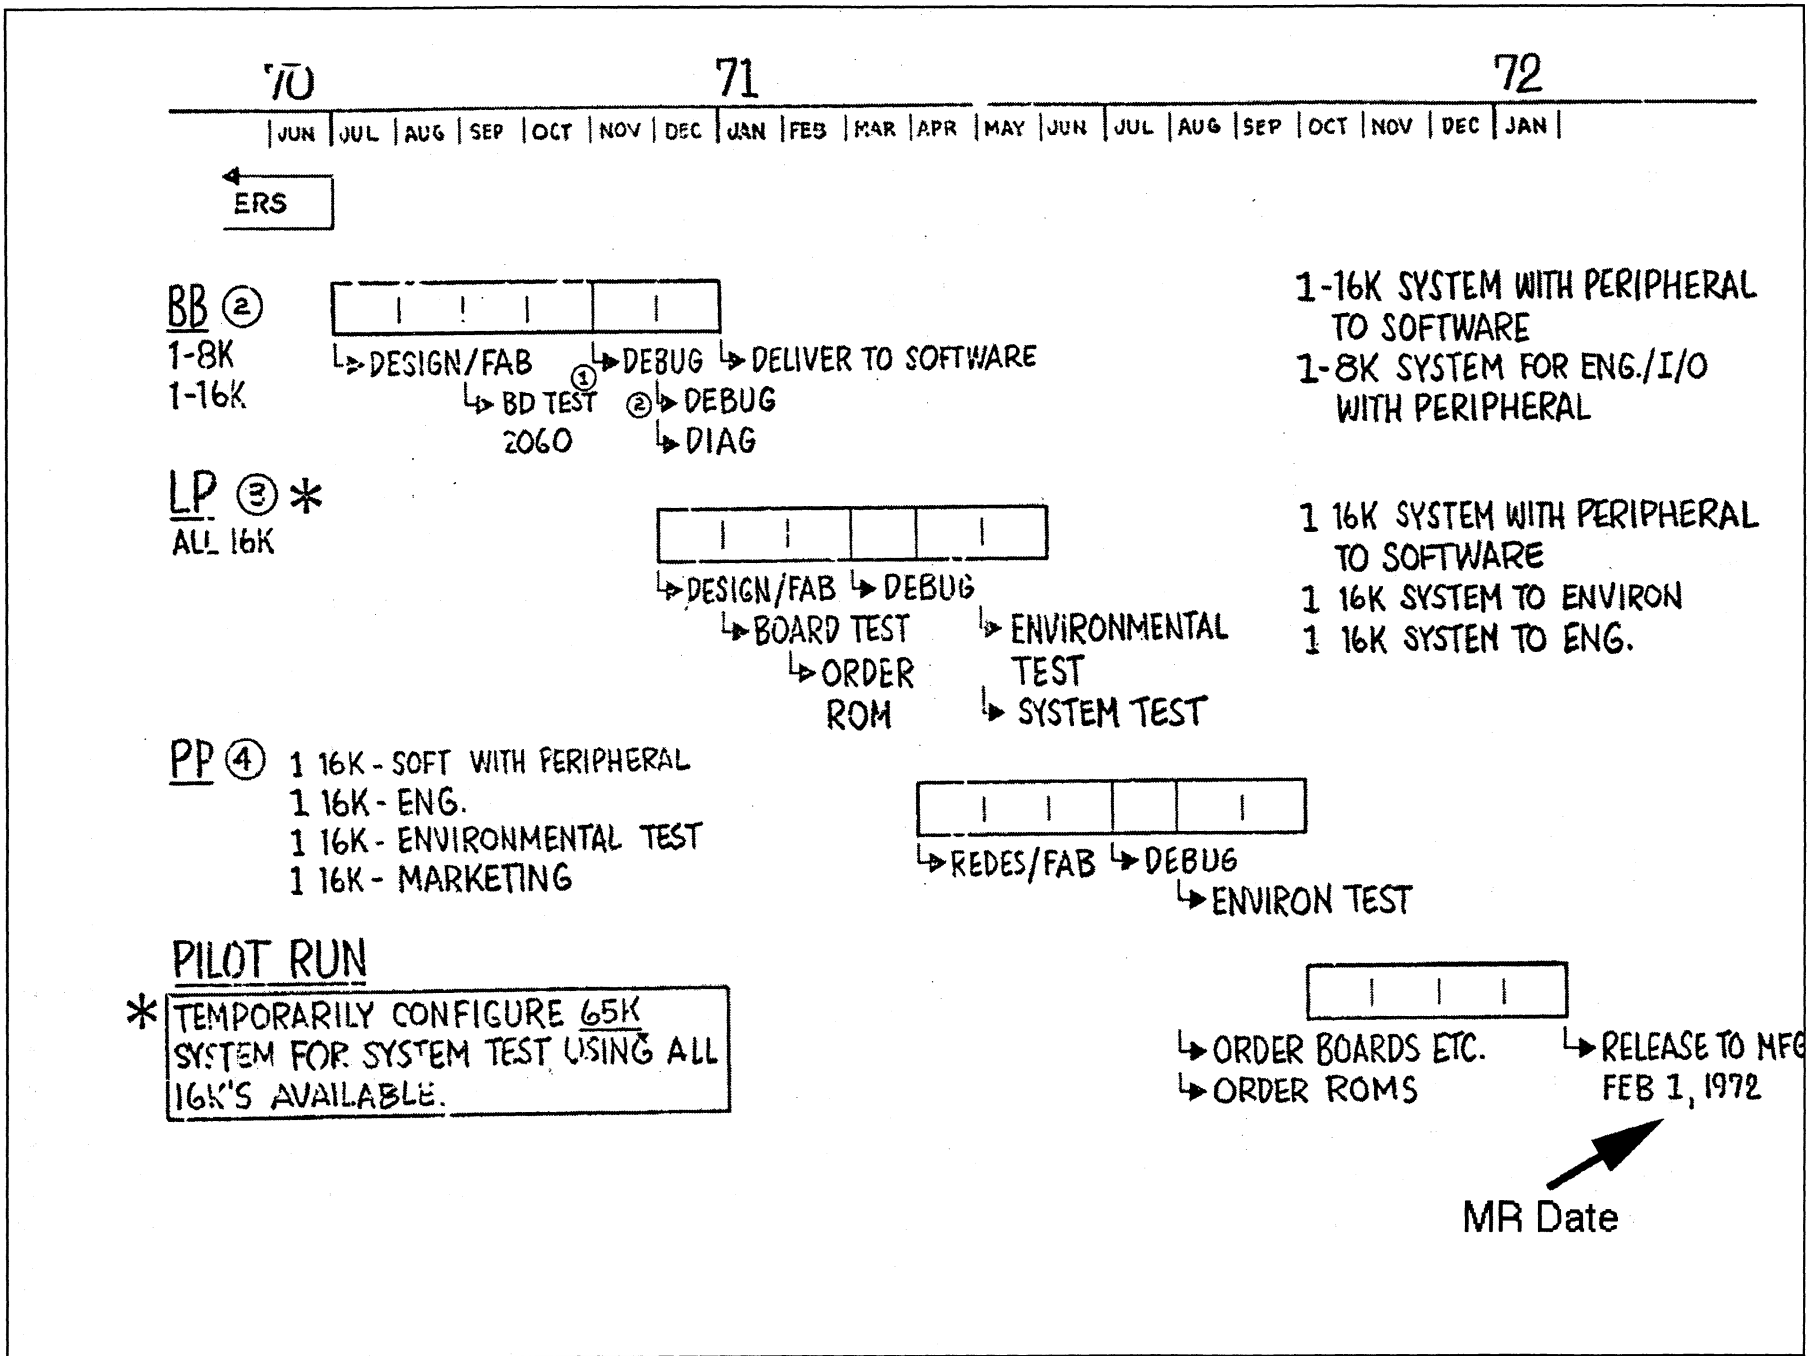 '70 71 72
JUN JUL AUG SEP OCT NOV DEC JAN FEB MAR APR MAY JUN JUL AUG SEP OCT NOV DEC JAN
ERS
BB ②
1-8K
1-16K
DESIGN/FAB ① DEBUG DELIVER TO SOFTWARE
BD TEST ② DEBUG
2060 DIAG
1-16K SYSTEM WITH PERIPHERAL
TO SOFTWARE
1-8K SYSTEM FOR ENG./I/O
WITH PERIPHERAL
LP ③ *
ALL 16K
DESIGN/FAB DEBUG
BOARD TEST ENVIRONMENTAL
ORDER TEST
ROM SYSTEM TEST
1 16K SYSTEM WITH PERIPHERAL
TO SOFTWARE
1 16K SYSTEM TO ENVIRON
1 16K SYSTEM TO ENG.
PP ④ 1 16K - SOFT WITH PERIPHERAL
1 16K - ENG.
1 16K - ENVIRONMENTAL TEST
1 16K - MARKETING
REDES/FAB DEBUG
ENVIRON TEST
PILOT RUN
* TEMPORARILY CONFIGURE 65K
SYSTEM FOR SYSTEM TEST USING ALL
16K'S AVAILABLE.
ORDER BOARDS ETC. RELEASE TO MFG
ORDER ROMS FEB 1, 1972
MR Date